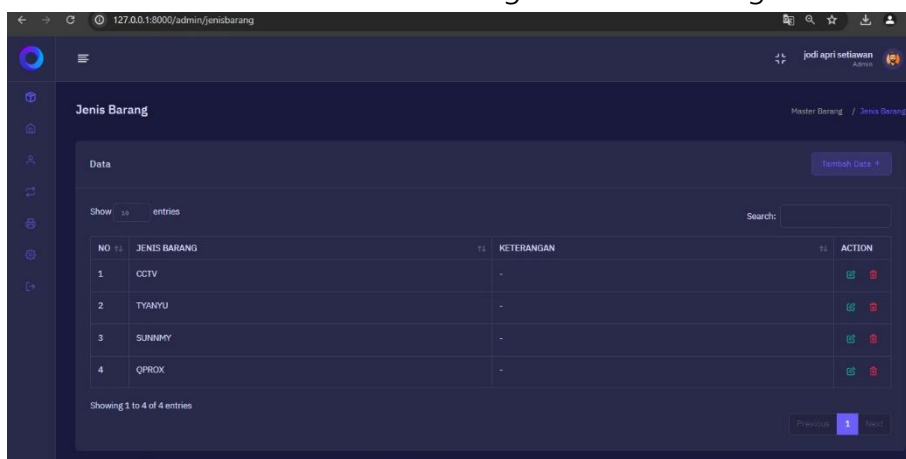 127.0.0.1:8000/admin/jenisbarang
jodi apri setiawan
Admin
Jenis Barang
Master Barang / Jenis Barang
Data
Tambah Data +
Show 10 entries
Search:
NO JENIS BARANG KETERANGAN ACTION
1 CCTV -
2 TYANYU -
3 SUNNMY -
4 QPROX -
Showing 1 to 4 of 4 entries
Previous 1 Next